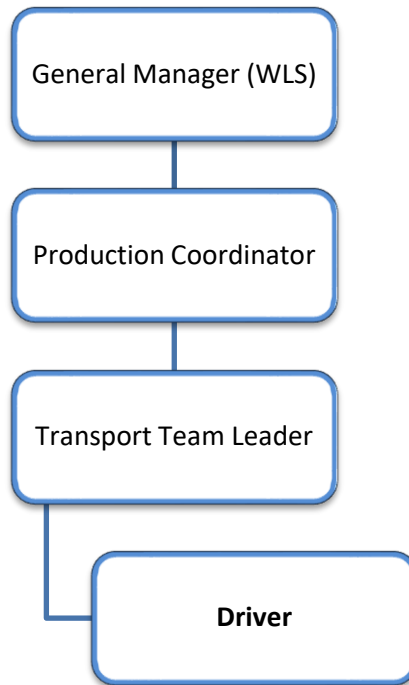 General Manager (WLS)
Production Coordinator
Transport Team Leader
Driver